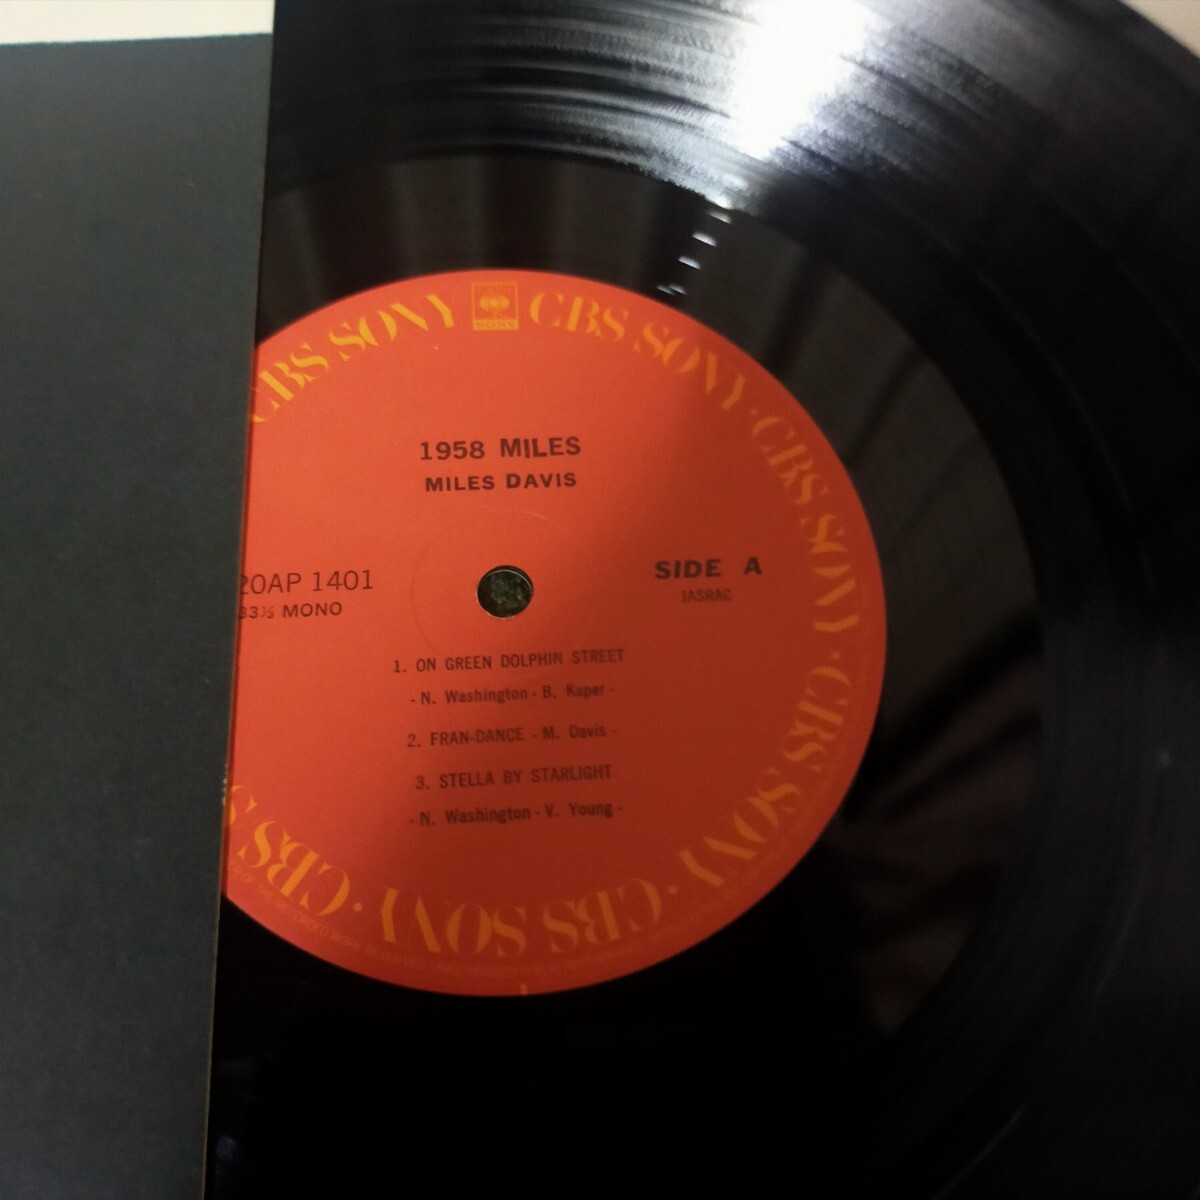 CBS SONY SONY CBS SONY · CBS SONY · CBS SONY · CBS SONY · CBS S
1958 MILES
MILES DAVIS
20AP 1401
33⅓ MONO
SIDE A
JASRAC
1. ON GREEN DOLPHIN STREET
- N. Washington - B. Kaper -
2. FRAN-DANCE - M. Davis -
3. STELLA BY STARLIGHT
- N. Washington - V. Young -